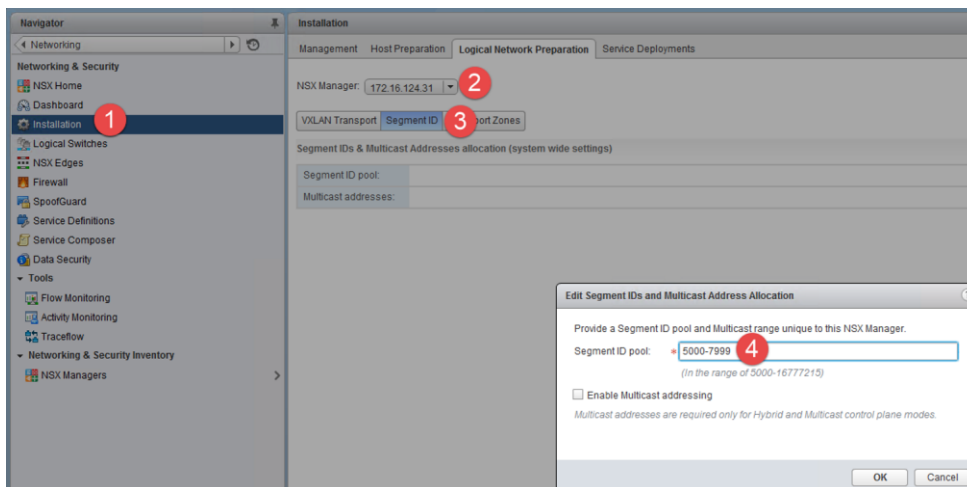 Navigator
Networking
Networking & Security
NSX Home
Dashboard
Installation
1
Logical Switches
NSX Edges
Firewall
SpoofGuard
Service Definitions
Service Composer
Data Security
Tools
Flow Monitoring
Activity Monitoring
Traceflow
Networking & Security Inventory
NSX Managers
Installation
Management Host Preparation Logical Network Preparation Service Deployments
NSX Manager: 172.16.124.31 2
VXLAN Transport Segment ID 3 ort Zones
Segment IDs & Multicast Addresses allocation (system wide settings)
Segment ID pool:
Multicast addresses:
Edit Segment IDs and Multicast Address Allocation
Provide a Segment ID pool and Multicast range unique to this NSX Manager.
Segment ID pool: * 5000-7999 4
(In the range of 5000-16777215)
Enable Multicast addressing
Multicast addresses are required only for Hybrid and Multicast control plane modes.
OK Cancel